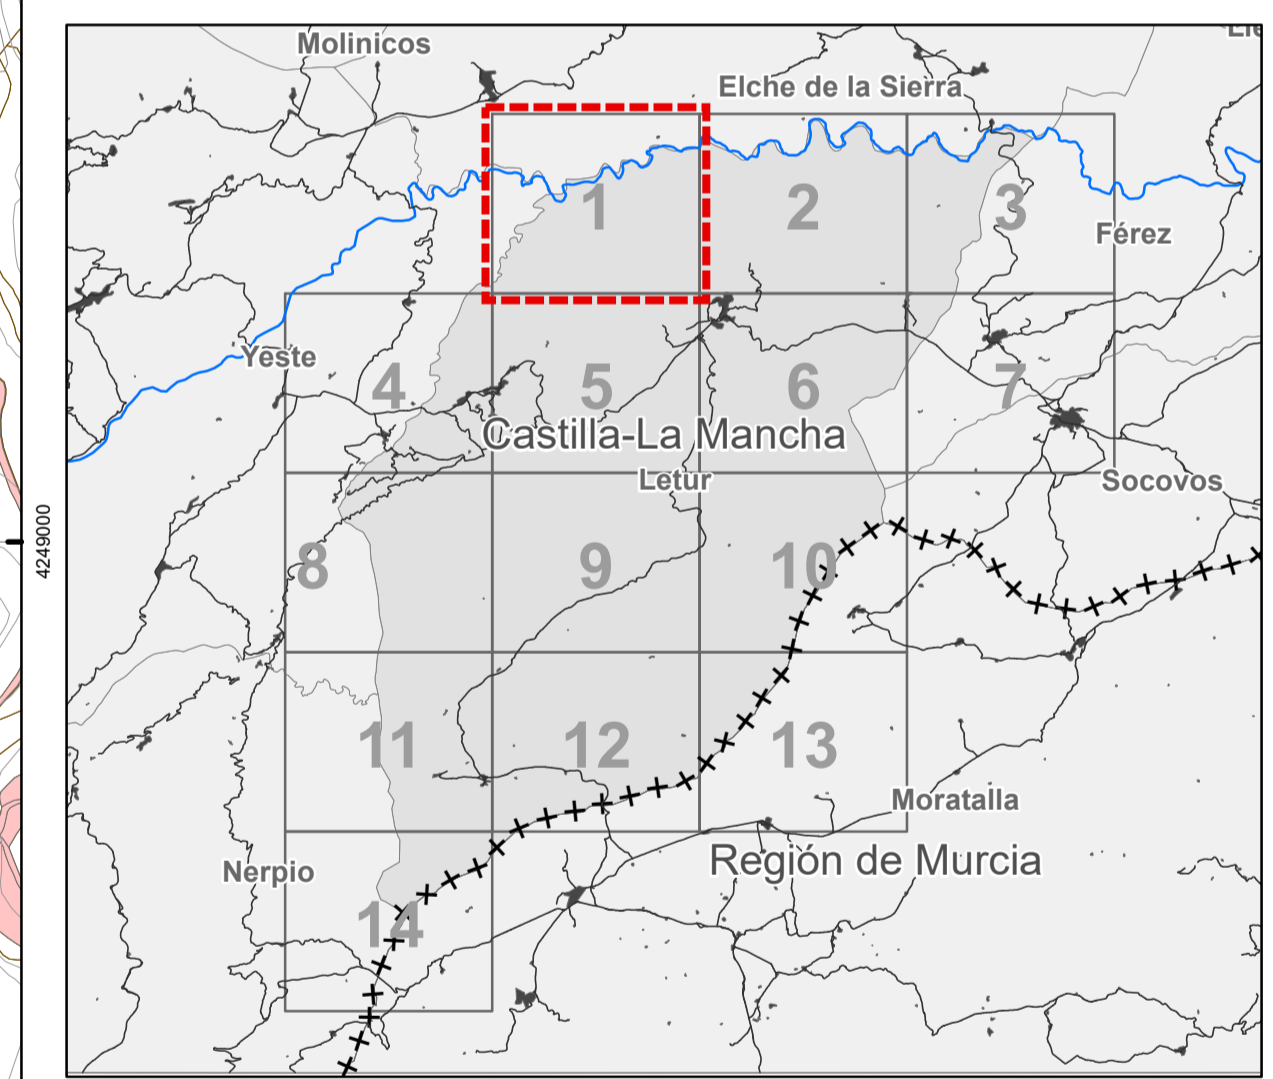 Molinicos
Elche de la Sierra
1
2
3
Férez
Yeste
4
5
6
7
Castilla-La Mancha
Letur
Socovos
4249000
8
9
10
11
12
13
Moratalla
Región de Murcia
Nerpio
14